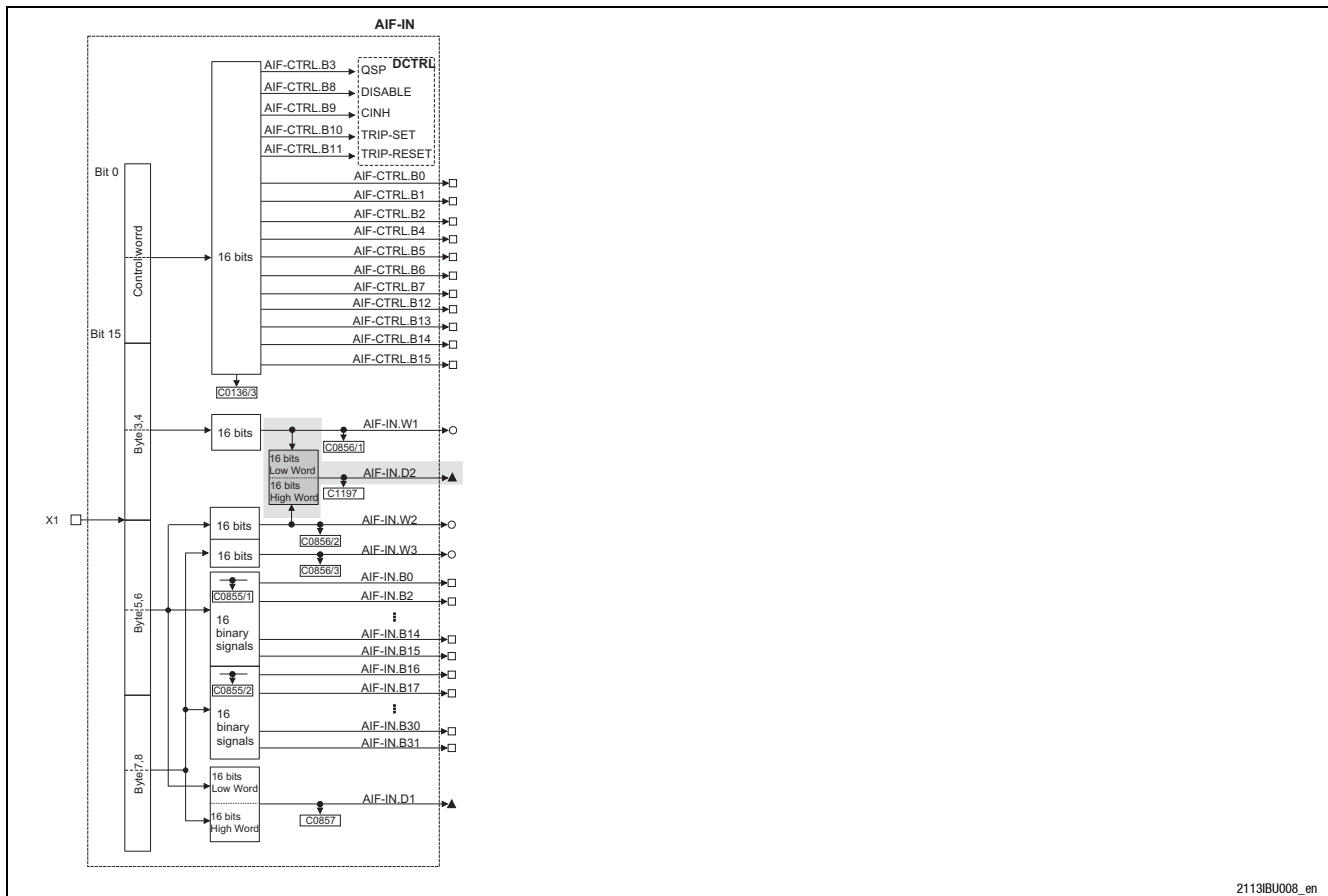 AIF-IN
AIF-CTRL.B3
QSP
DCTRL
AIF-CTRL.B8
DISABLE
AIF-CTRL.B9
CINH
AIF-CTRL.B10
TRIP-SET
AIF-CTRL.B11
TRIP-RESET
Bit 0
AIF-CTRL.B0
AIF-CTRL.B1
AIF-CTRL.B2
AIF-CTRL.B4
Control worrd
16 bits
AIF-CTRL.B5
AIF-CTRL.B6
AIF-CTRL.B7
AIF-CTRL.B12
AIF-CTRL.B13
Bit 15
AIF-CTRL.B14
AIF-CTRL.B15
C0136/3
Byte 3,4
16 bits
AIF-IN.W1
C0856/1
16 bits
Low Word
AIF-IN.D2
16 bits
High Word
C1197
X1
16 bits
AIF-IN.W2
C0856/2
16 bits
AIF-IN.W3
C0856/3
AIF-IN.B0
C0855/1
AIF-IN.B2
Byte 5,6
16
binary
signals
AIF-IN.B14
AIF-IN.B15
AIF-IN.B16
C0855/2
AIF-IN.B17
16
binary
signals
AIF-IN.B30
AIF-IN.B31
Byte 7,8
16 bits
Low Word
AIF-IN.D1
16 bits
High Word
C0857
2113IBU008_en